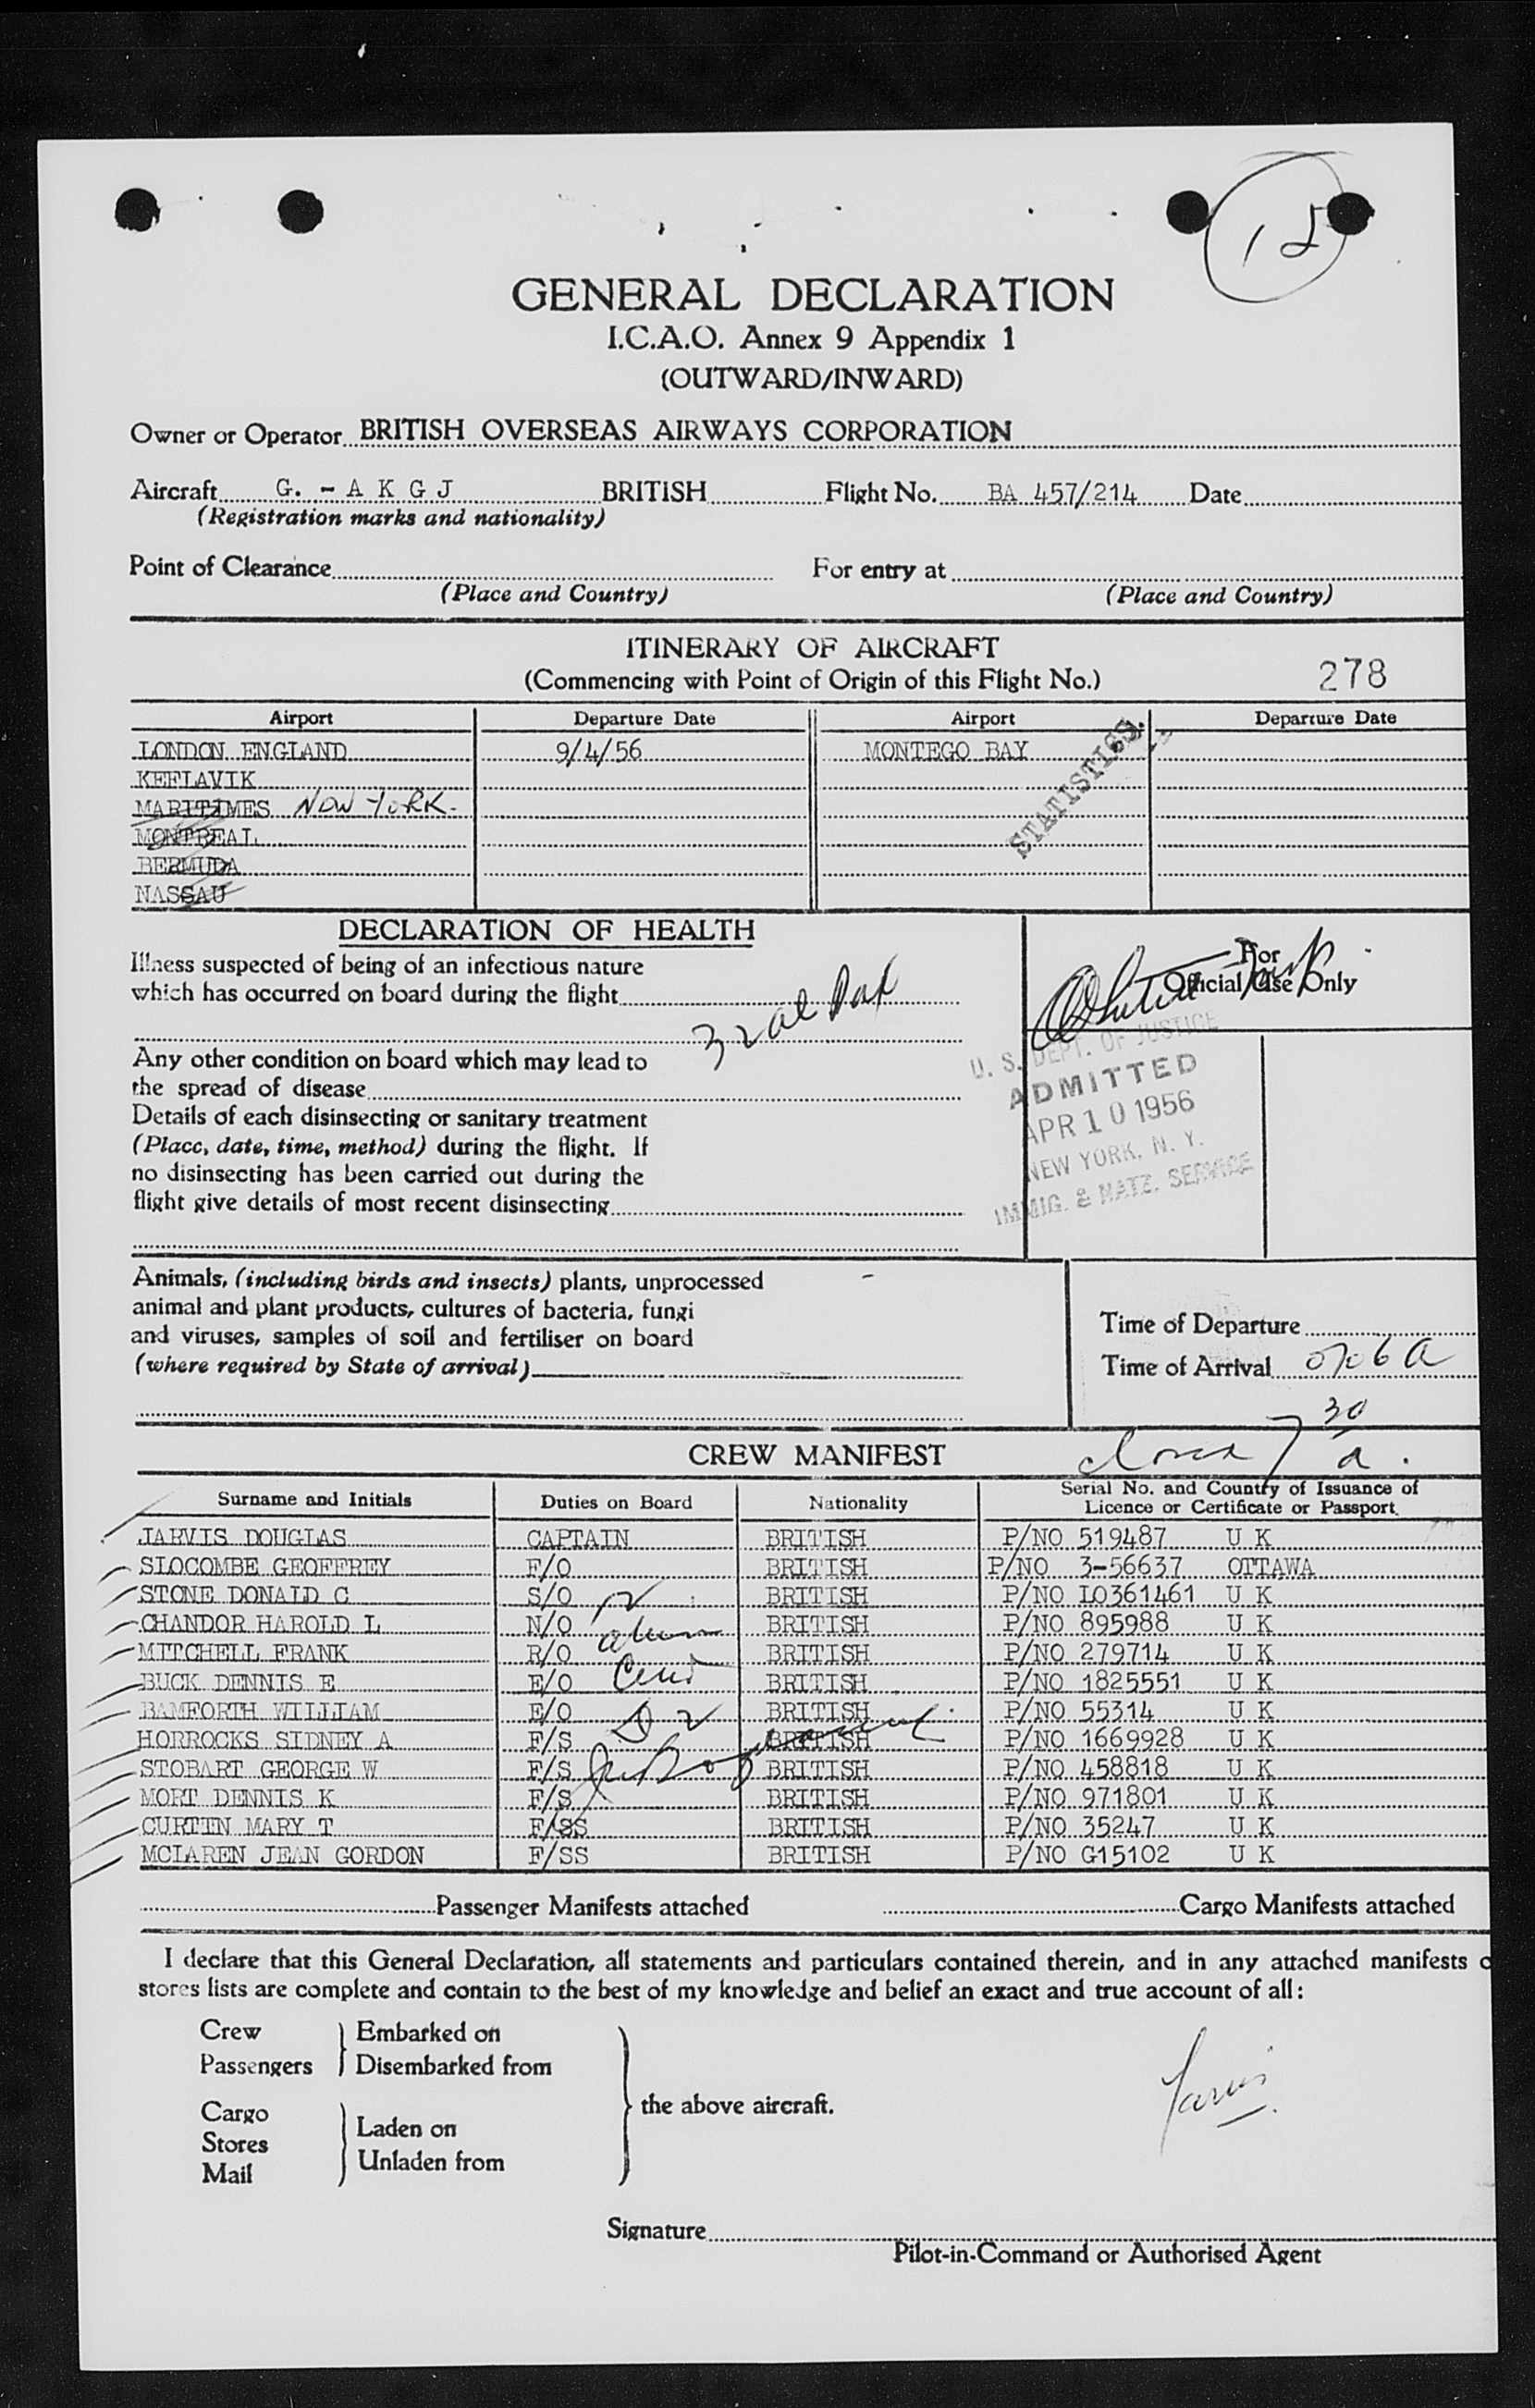 15
GENERAL DECLARATION
I.C.A.O. Annex 9 Appendix 1
(OUTWARD/INWARD)
Owner or Operator BRITISH OVERSEAS AIRWAYS CORPORATION
Aircraft G. - A K G J BRITISH Flight No. BA 457/214 Date
(Registration marks and nationality)
Point of Clearance For entry at
(Place and Country) (Place and Country)
ITINERARY OF AIRCRAFT
(Commencing with Point of Origin of this Flight No.) 278
Airport Departure Date Airport Departure Date
LONDON ENGLAND 9/4/56 MONTEGO BAY
KEFLAVIK
MARITIMES NEW YORK.
MONTREAL
BERMUDA
NASSAU
STATISTICS.
DECLARATION OF HEALTH
For
Official Use Only
Illness suspected of being of an infectious nature
which has occurred on board during the flight
32 al Pax
Any other condition on board which may lead to
the spread of disease
U. S. DEPT. OF JUSTICE
ADMITTED
APR 10 1956
NEW YORK, N. Y.
IMMIG. & NATZ. SERVICE
Details of each disinsecting or sanitary treatment
(Place, date, time, method) during the flight. If
no disinsecting has been carried out during the
flight give details of most recent disinsecting
Animals, (including birds and insects) plants, unprocessed -
animal and plant products, cultures of bacteria, fungi
and viruses, samples of soil and fertiliser on board
(where required by State of arrival)
Time of Departure
Time of Arrival 0706 a
7 30 a.
CREW MANIFEST
Surname and Initials Duties on Board Nationality Serial No. and Country of Issuance of Licence or Certificate or Passport.
JARVIS DOUGLAS CAPTAIN BRITISH P/NO 519487 U K
SLOCOMBE GEOFFREY F/O BRITISH P/NO 3-56637 OTTAWA
STONE DONALD C S/O BRITISH P/NO LO361461 U K
CHANDOR HAROLD L N/O BRITISH P/NO 895988 U K
MITCHELL FRANK R/O BRITISH P/NO 279714 U K
BUCK DENNIS E E/O BRITISH P/NO 1825551 U K
BAMFORTH WILLIAM E/O BRITISH P/NO 55314 U K
HORROCKS SIDNEY A F/S BRITISH P/NO 1669928 U K
STOBART GEORGE W F/S BRITISH P/NO 458818 U K
MORT DENNIS K F/S BRITISH P/NO 971801 U K
CURTIN MARY T F/SS BRITISH P/NO 35247 U K
MCLAREN JEAN GORDON F/SS BRITISH P/NO G15102 U K
12
Passenger Manifests attached Cargo Manifests attached
I declare that this General Declaration, all statements and particulars contained therein, and in any attached manifests
stores lists are complete and contain to the best of my knowledge and belief an exact and true account of all:
Crew Embarked on
Passengers Disembarked from
the above aircraft.
Cargo
Stores
Mail
Laden on
Unladen from
Jarvis
Signature
Pilot-in-Command or Authorised Agent